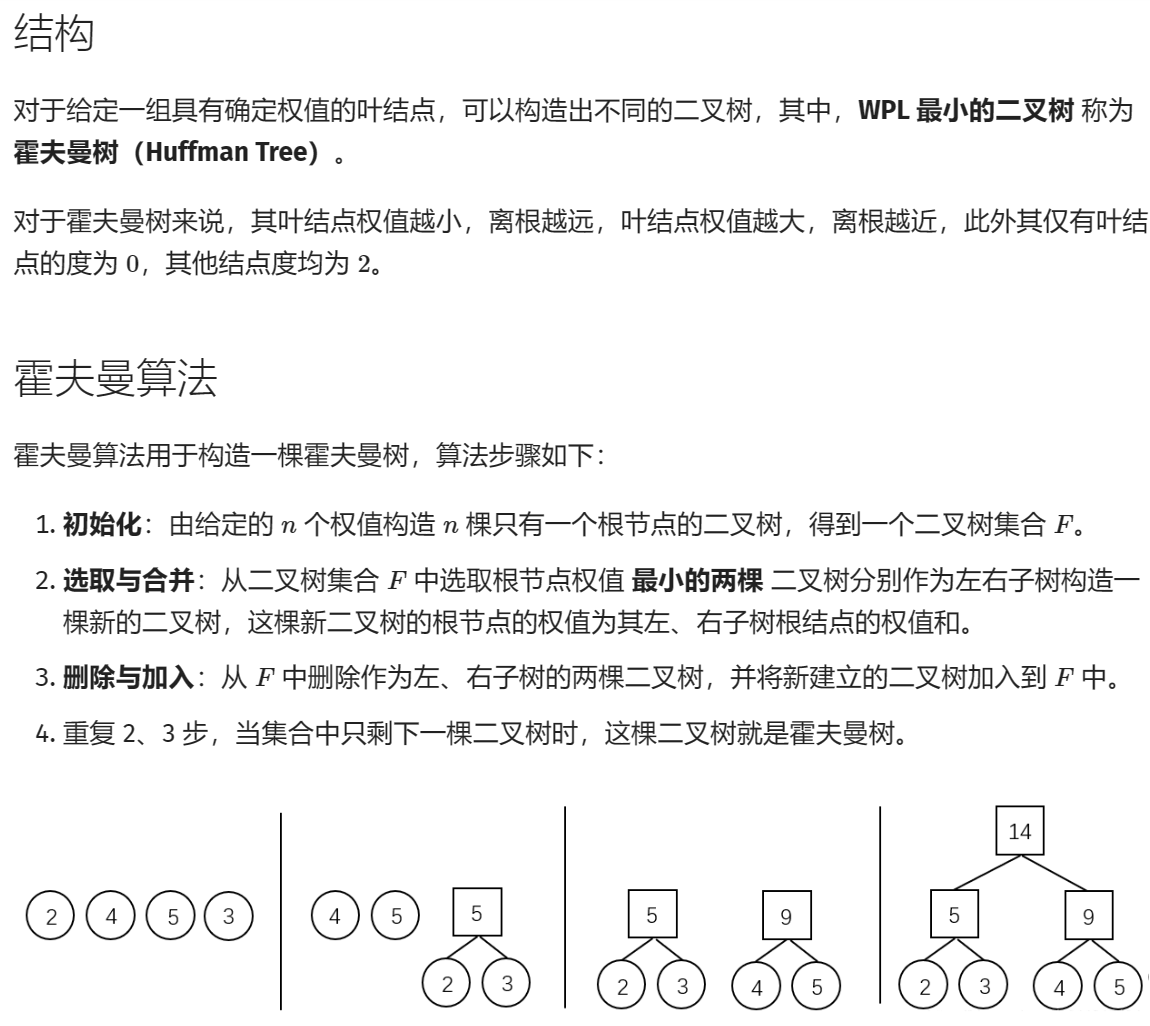 结构
对于给定一组具有确定权值的叶结点，可以构造出不同的二叉树，其中，WPL 最小的二叉树 称为
霍夫曼树（Huffman Tree）。
对于霍夫曼树来说，其叶结点权值越小，离根越远，叶结点权值越大，离根越近，此外其仅有叶结
点的度为 0，其他结点度均为 2。
霍夫曼算法
霍夫曼算法用于构造一棵霍夫曼树，算法步骤如下：
1. 初始化：由给定的 n 个权值构造 n 棵只有一个根节点的二叉树，得到一个二叉树集合 F。
2. 选取与合并：从二叉树集合 F 中选取根节点权值 最小的两棵 二叉树分别作为左右子树构造一
棵新的二叉树，这棵新二叉树的根节点的权值为其左、右子树根结点的权值和。
3. 删除与加入：从 F 中删除作为左、右子树的两棵二叉树，并将新建立的二叉树加入到 F 中。
4. 重复 2、3 步，当集合中只剩下一棵二叉树时，这棵二叉树就是霍夫曼树。
2 4 5 3
4 5 5
2 3
5 9
2 3 4 5
14
5 9
2 3 4 5